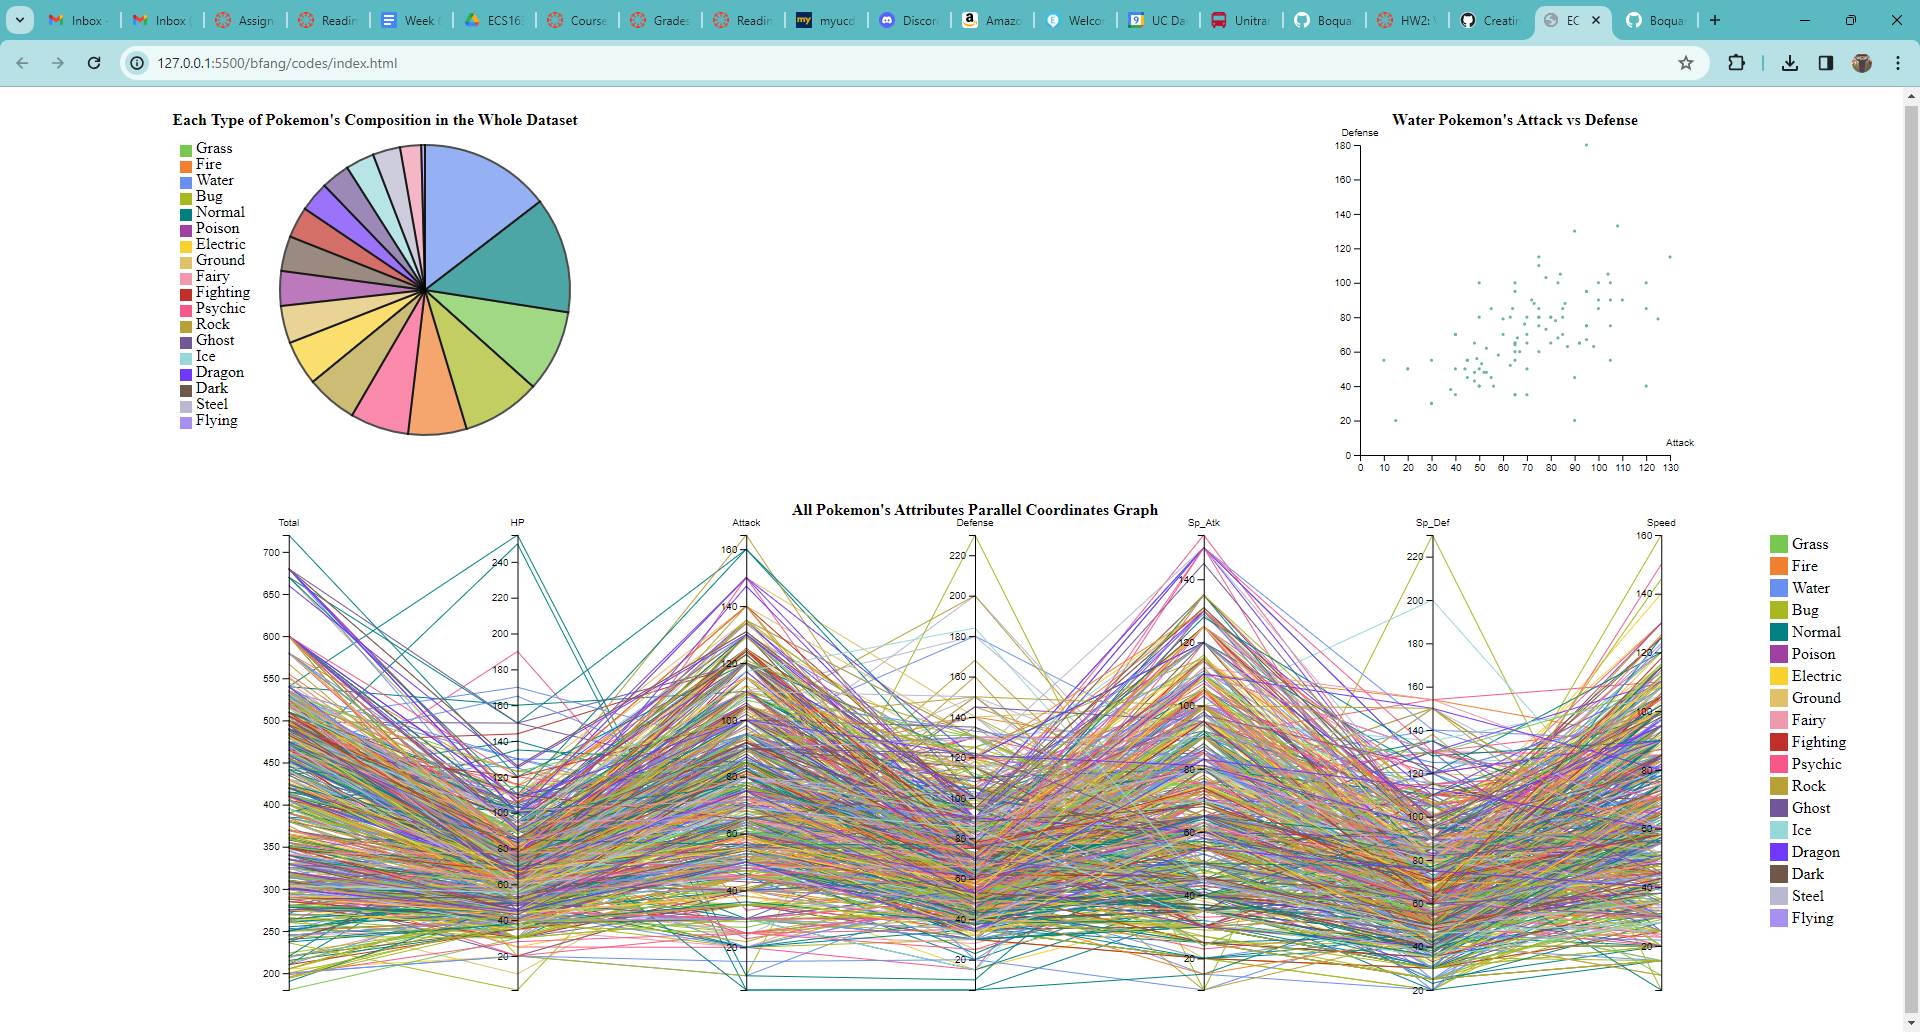 Inbox
Inbox (
Assign
Readin
Week 6
ECS163
Course
Grades
Readin
my
myucd
Discor
Amazo
Welcon
UC Da
Unitran
Boqua
HW2: V
Creatin
EC
Boqua
127.0.0.1:5500/bfang/codes/index.html
Each Type of Pokemon's Composition in the Whole Dataset
Grass
Fire
Water
Bug
Normal
Poison
Electric
Ground
Fairy
Fighting
Psychic
Rock
Ghost
Ice
Dragon
Dark
Steel
Flying
Water Pokemon's Attack vs Defense
Defense
180
160
140
120
100
80
60
40
20
0
Attack
0 10 20 30 40 50 60 70 80 90 100 110 120 130
All Pokemon's Attributes Parallel Coordinates Graph
Total HP Attack Defense Sp_Atk Sp_Def Speed
700
650
600
550
500
450
400
350
300
250
200
240
220
200
180
160
140
120
100
80
60
40
20
160
140
120
100
80
60
40
20
220
200
180
160
140
120
100
80
60
40
20
140
120
100
80
60
40
20
220
200
180
160
140
120
100
80
60
40
20
160
140
120
100
80
60
40
20
Grass
Fire
Water
Bug
Normal
Poison
Electric
Ground
Fairy
Fighting
Psychic
Rock
Ghost
Ice
Dragon
Dark
Steel
Flying